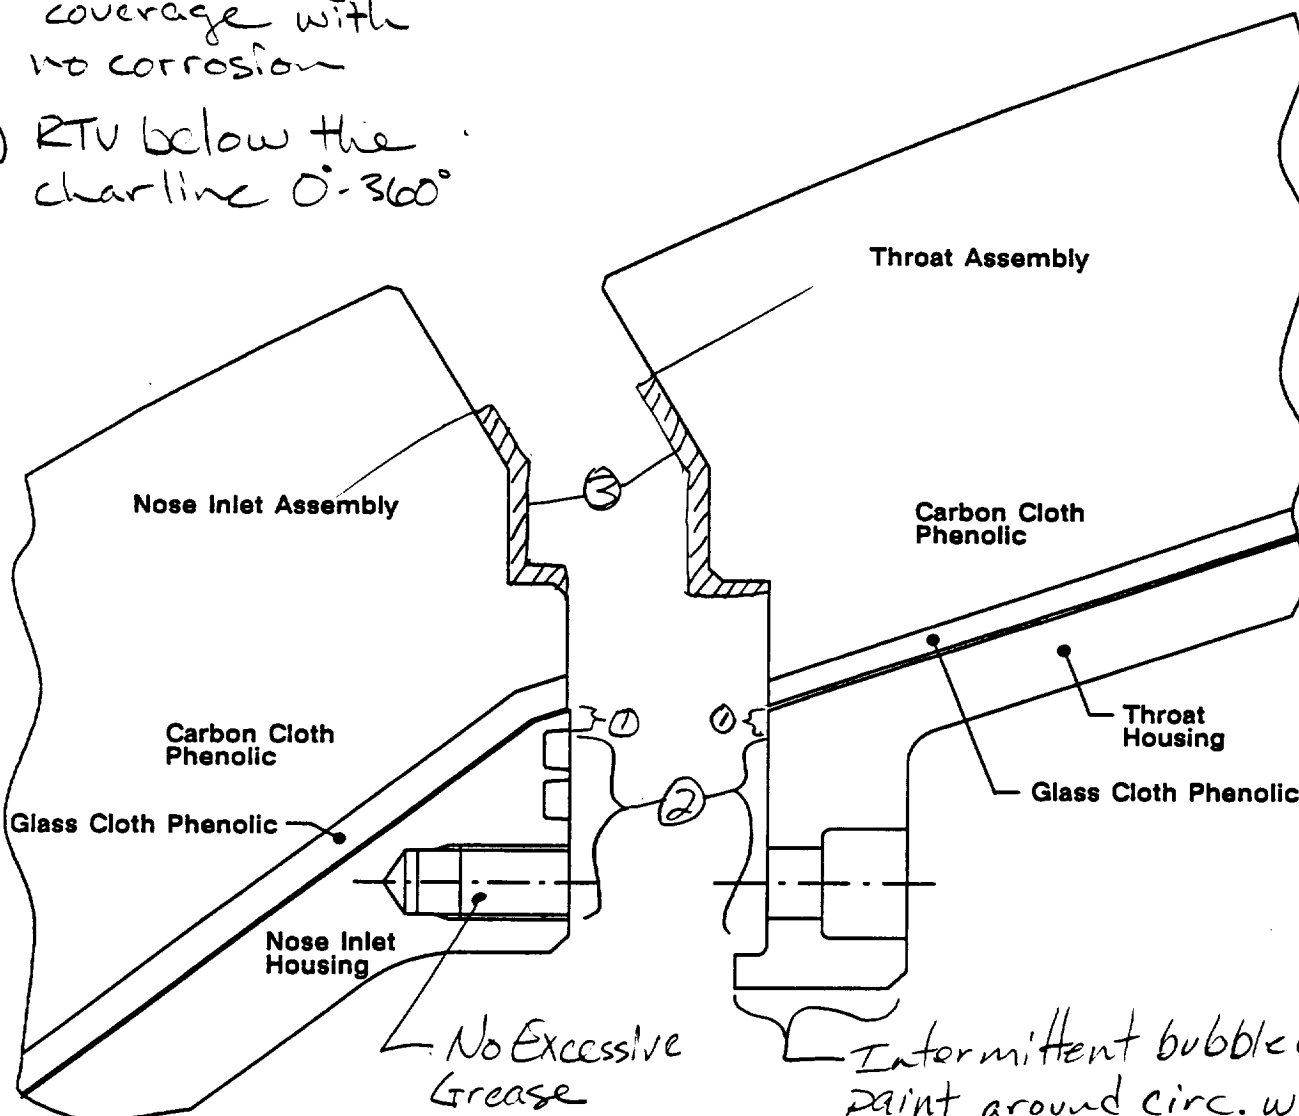 coverage with
no corrosion
) RTV below the
charline 0°-360°
Throat Assembly
Nose Inlet Assembly
3
Carbon Cloth
Phenolic
1
1
Throat
Housing
Carbon Cloth
Phenolic
2
Glass Cloth Phenolic
Glass Cloth Phenolic
Nose Inlet
Housing
No Excessive
Grease
Intermittent bubble
paint around circ. w